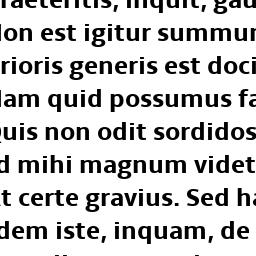 raeteritis, inquit, gau
Non est igitur summum
rioris generis est doci
Nam quid possumus fa
Quis non odit sordidos
d mihi magnum videt
t certe gravius. Sed ha
dem iste, inquam, de